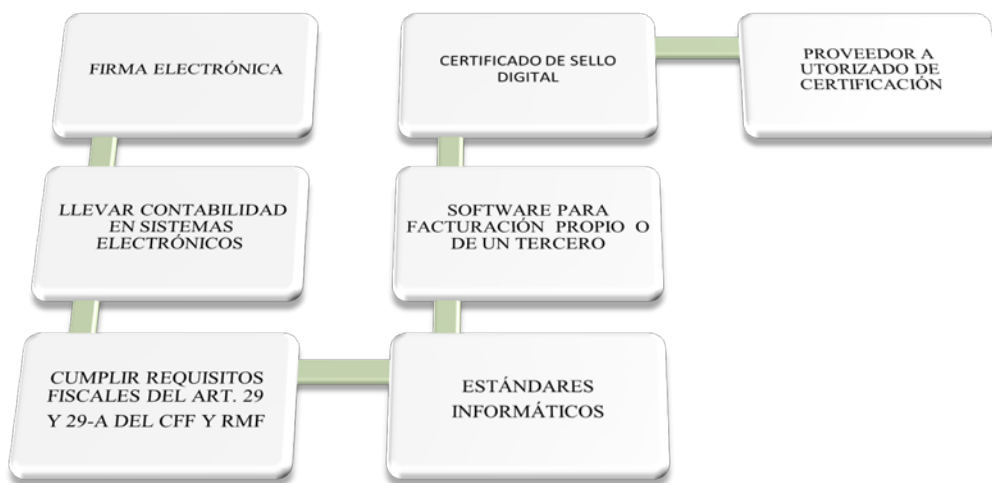 FIRMA ELECTRÓNICA
LLEVAR CONTABILIDAD
EN SISTEMAS
ELECTRÓNICOS
CUMPLIR REQUISITOS
FISCALES DEL ART. 29
Y 29-A DEL CFF Y RMF
ESTÁNDARES
INFORMÁTICOS
SOFTWARE PARA
FACTURACIÓN PROPIO O
DE UN TERCERO
CERTIFICADO DE SELLO
DIGITAL
PROVEEDOR A
UTORIZADO DE
CERTIFICACIÓN